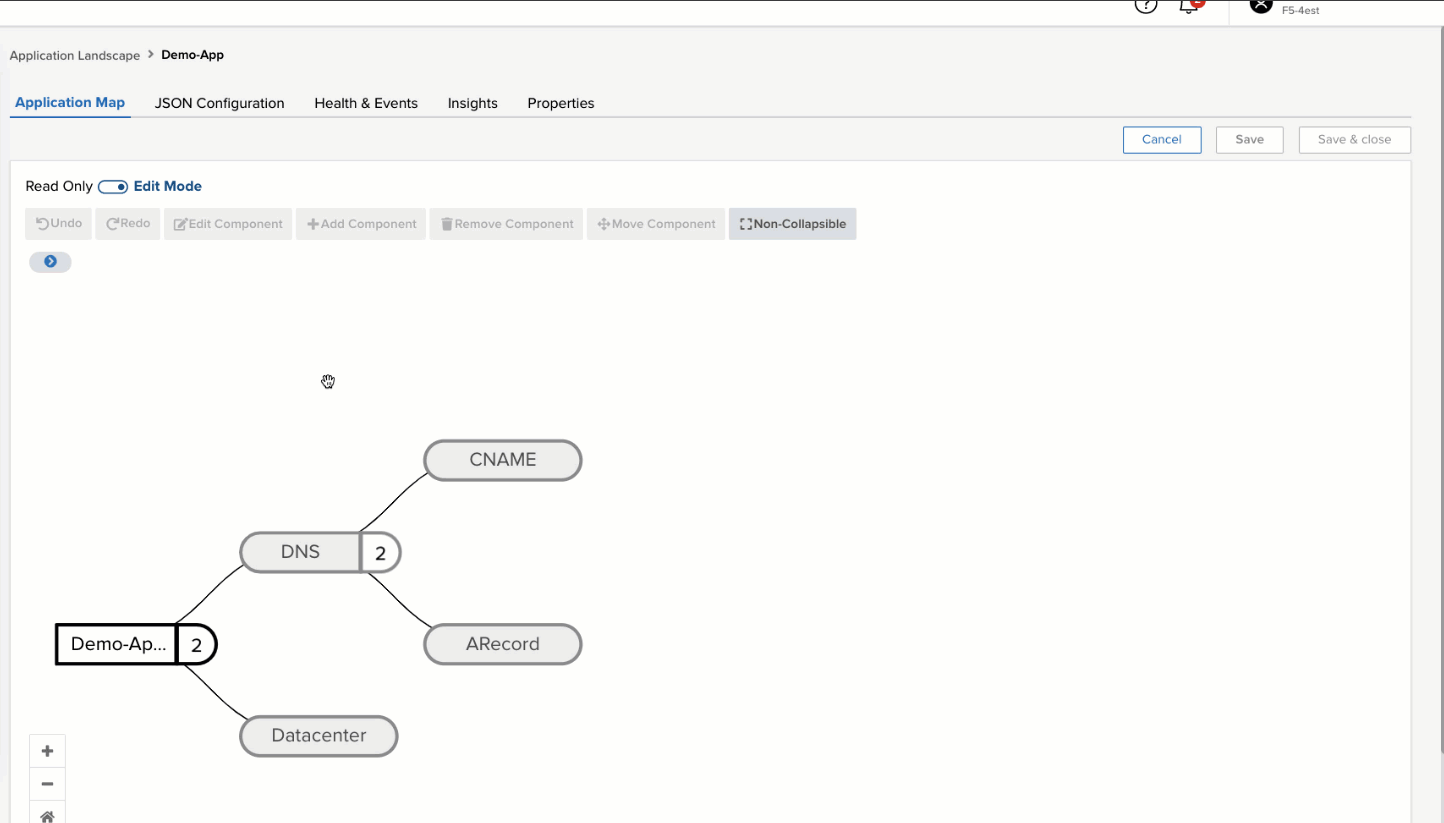 ?
F5-4est
Application Landscape > Demo-App
Application Map JSON Configuration Health & Events Insights Properties
Cancel Save Save & close
Read Only Edit Mode
Undo Redo Edit Component Add Component Remove Component Move Component Non-Collapsible
CNAME
DNS 2
Demo-Ap... 2
ARecord
Datacenter
+
−